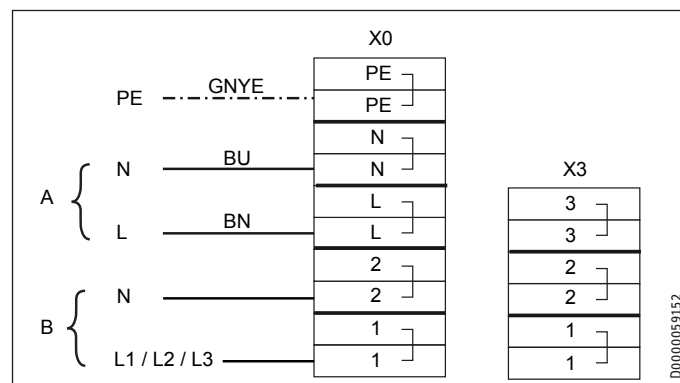 X0
PE
PE GNYE PE
N
A N BU N X3
L 3
L BN L 3
2 2
B N 2 2
1 1
L1 / L2 / L3 1 1
D0000059152